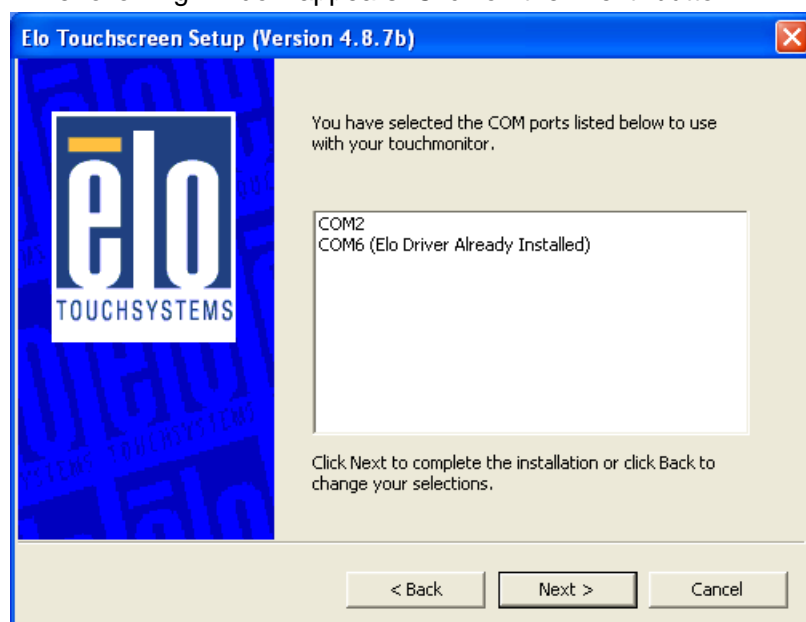 Elo Touchscreen Setup (Version 4.8.7b)
elo
TOUCHSYSTEMS
You have selected the COM ports listed below to use
with your touchmonitor.
COM2
COM6 (Elo Driver Already Installed)
Click Next to complete the installation or click Back to
change your selections.
< Back
Next >
Cancel